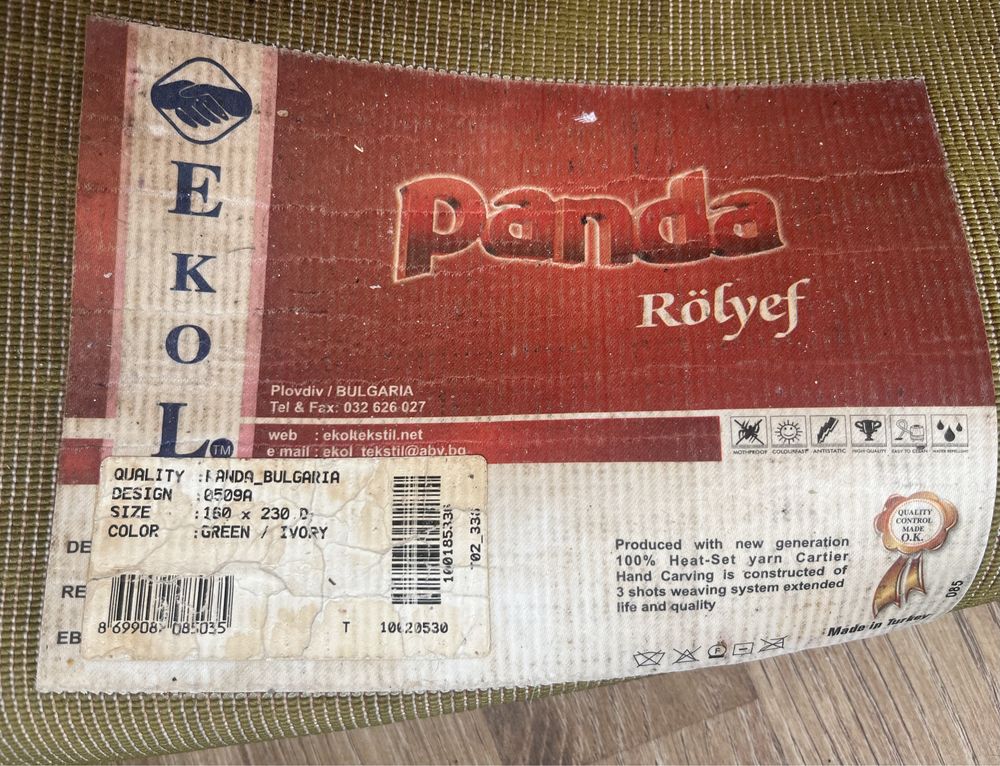 EKOL
TM
Panda
Rölyef
Plovdiv / BULGARIA
Tel & Fax: 032 626 027
web : ekoltekstil.net
e mail : ekol_tekstil@abv.bg
MOTHPROOF COLOURFAST ANTISTATIC HIGH QUALITY EASY TO CLEAN WATER REPELLENT
QUALITY : PANDA_BULGARIA
DESIGN : 0509A
SIZE : 160 x 230 D
COLOR : GREEN / IVORY
DE
RE
EB
8 69908 085035
T
QUALITY
CONTROL
MADE
O.K.
Produced with new generation
100% Heat-Set yarn Cartier
Hand Carving is constructed of
3 shots weaving system extended
life and quality
F
Made in Turkey
085